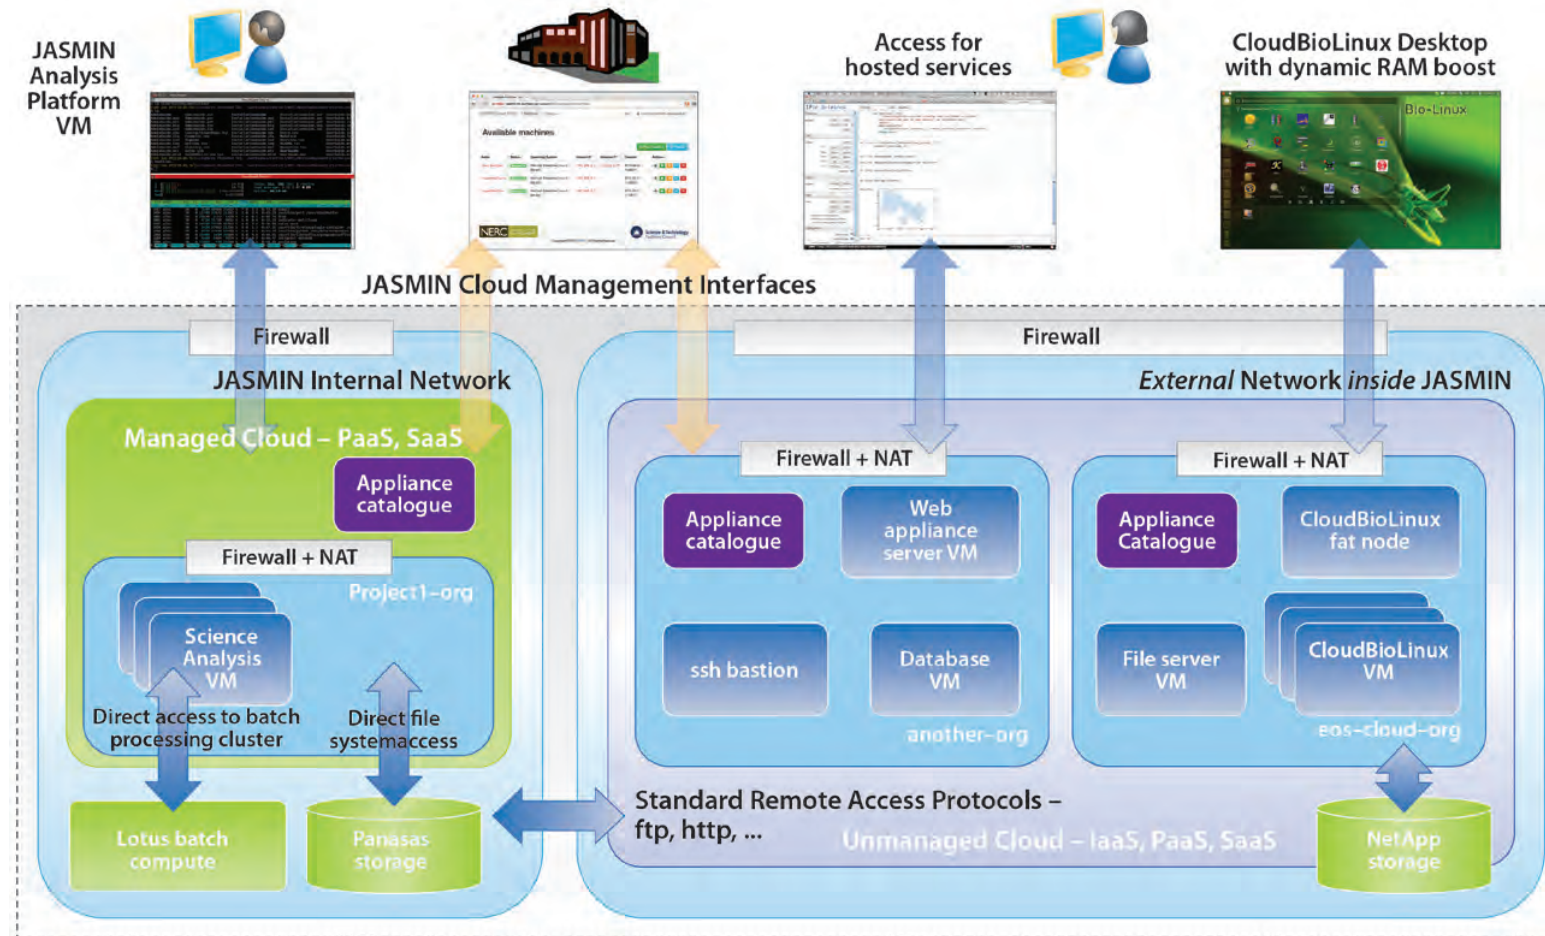 JASMIN
Analysis
Platform
VM
Access for
hosted services
CloudBioLinux Desktop
with dynamic RAM boost
Available machines
NERC
Science & Technology
Bio-Linux
JASMIN Cloud Management Interfaces
Firewall
JASMIN Internal Network
Managed Cloud – PaaS, SaaS
Appliance
catalogue
Firewall + NAT
Project1-org
Science
Analysis
VM
Direct access to batch
processing cluster
Direct file
systemaccess
Lotus batch
compute
Panasas
storage
Firewall
External Network inside JASMIN
Firewall + NAT
Appliance
catalogue
Web
appliance
server VM
ssh bastion
Database
VM
another-org
Firewall + NAT
Appliance
Catalogue
CloudBioLinux
fat node
File server
VM
CloudBioLinux
VM
eos-cloud-org
Standard Remote Access Protocols –
ftp, http, ...
Unmanaged Cloud – IaaS, PaaS, SaaS
NetApp
storage